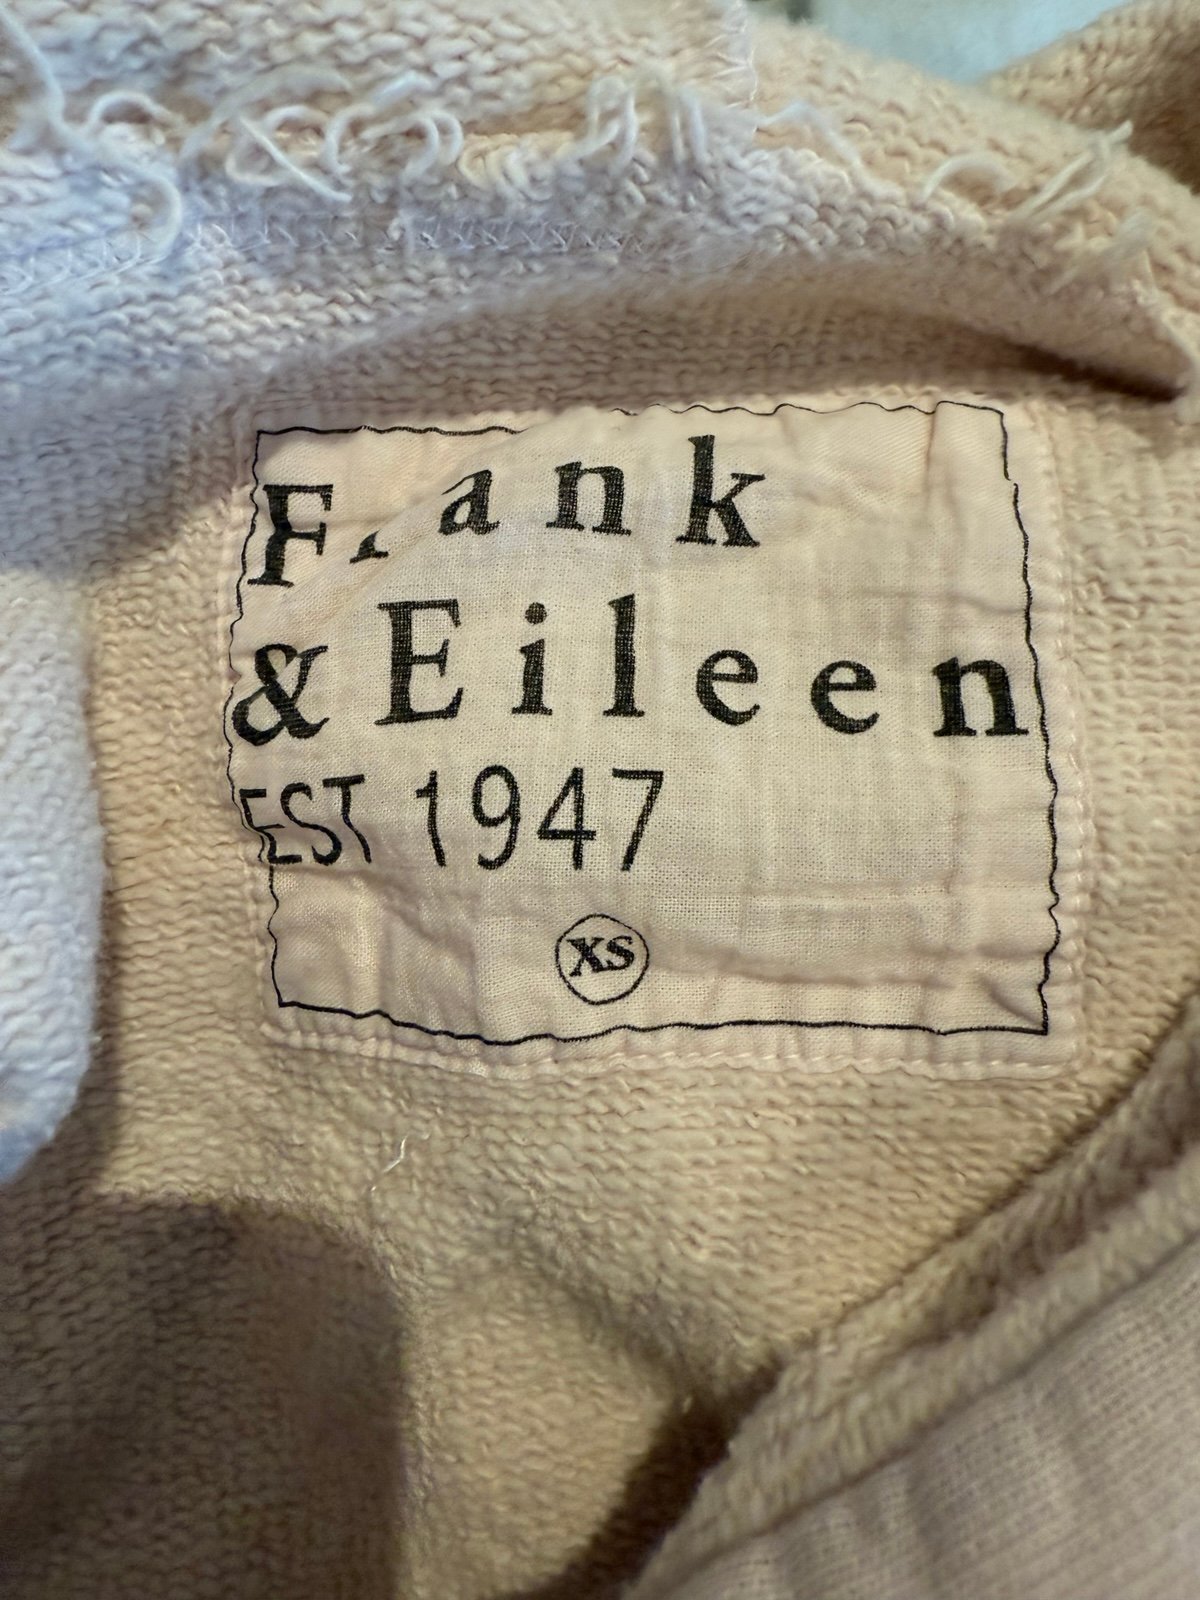 Frank
& Eileen
EST 1947
XS